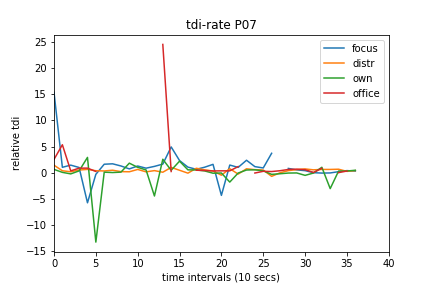 tdi-rate P07
relative tdi
25
20
15
10
5
0
−5
−10
−15
focus
distr
own
office
0 5 10 15 20 25 30 35 40
time intervals (10 secs)